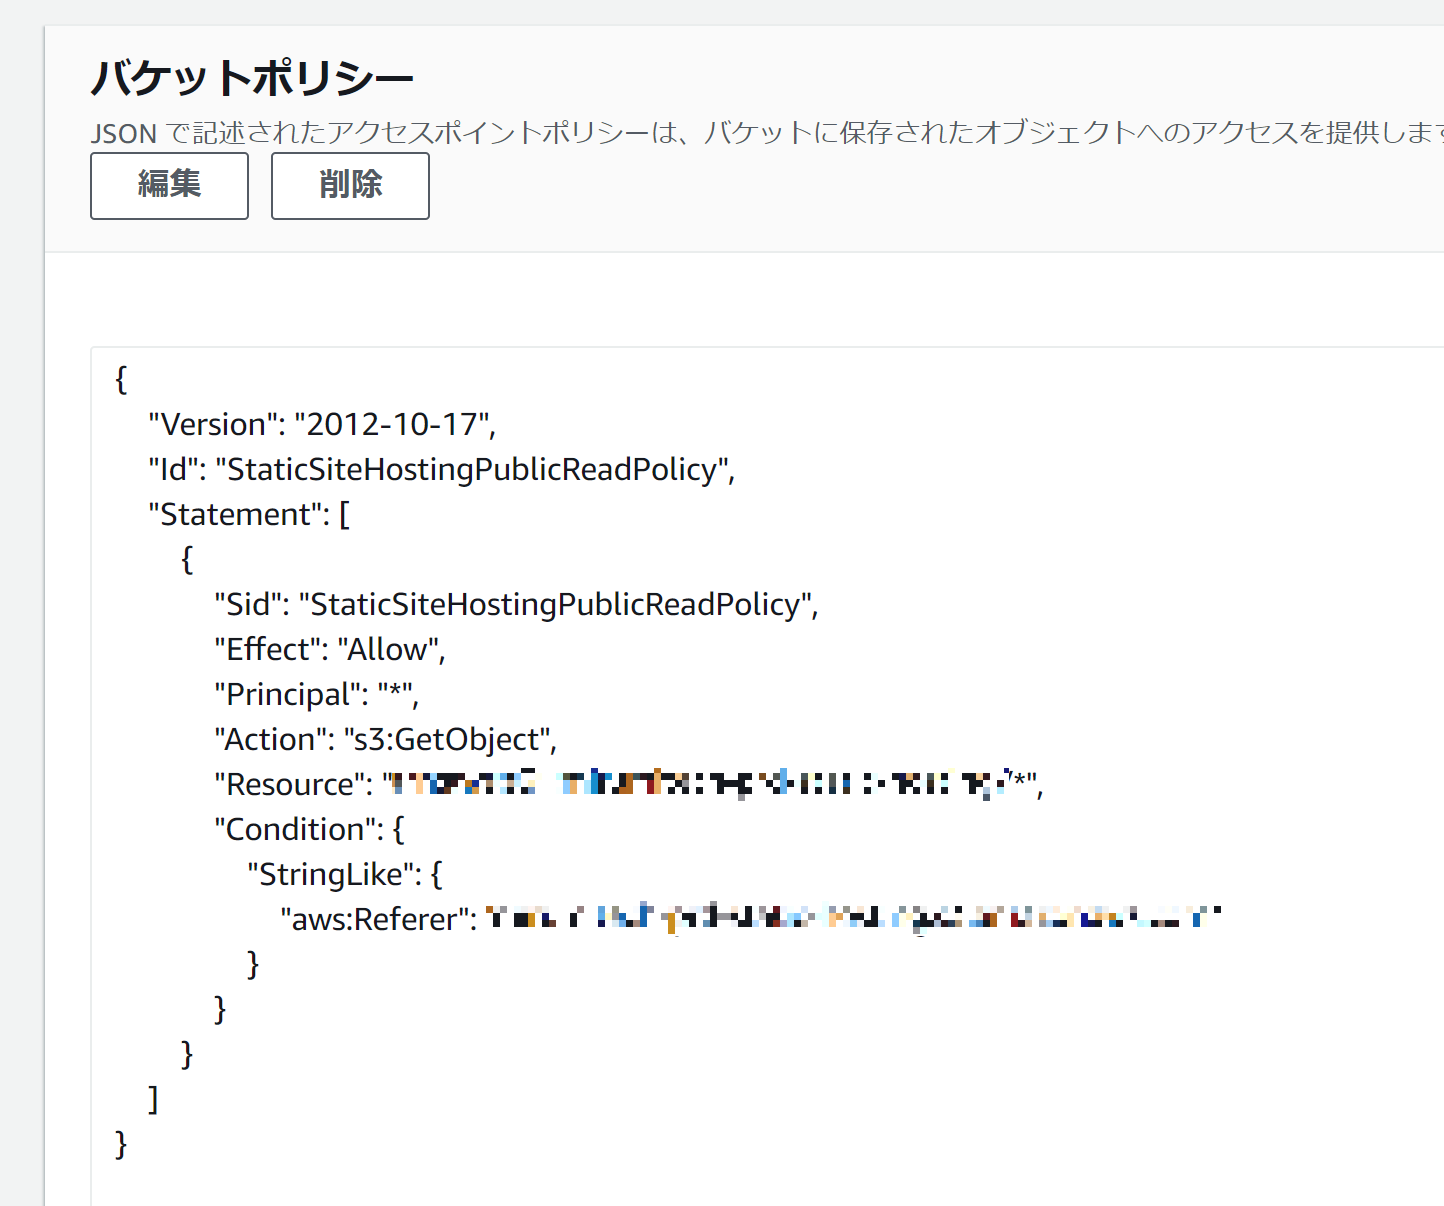 バケットポリシー
JSON で記述されたアクセスポイントポリシーは、バケットに保存されたオブジェクトへのアクセスを提供します
編集 削除
{
"Version": "2012-10-17",
"Id": "StaticSiteHostingPublicReadPolicy",
"Statement": [
{
"Sid": "StaticSiteHostingPublicReadPolicy",
"Effect": "Allow",
"Principal": "*",
"Action": "s3:GetObject",
"Resource": "/*",
"Condition": {
"StringLike": {
"aws:Referer":
}
}
}
]
}